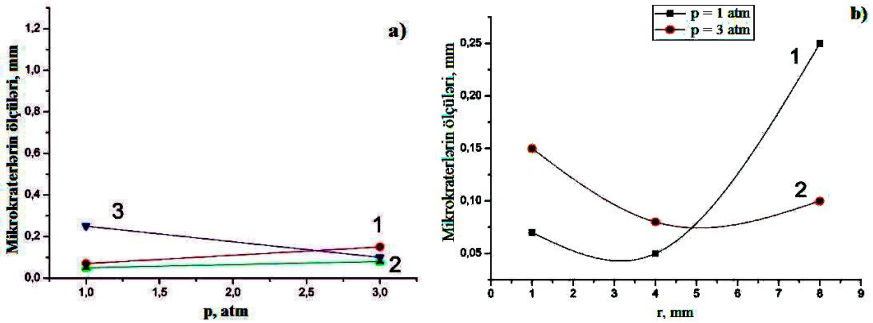 a)
Mikrokraterlərin ölçüləri, mm
1,2
1,0
0,8
0,6
0,4
0,2
0,0
3
1
2
1,0 1,5 2,0 2,5 3,0
p, atm
b)
p = 1 atm
p = 3 atm
Mikrokraterlərin ölçüləri, mm
0,25
0,20
0,15
0,10
0,05
1
2
0 1 2 3 4 5 6 7 8 9
r, mm